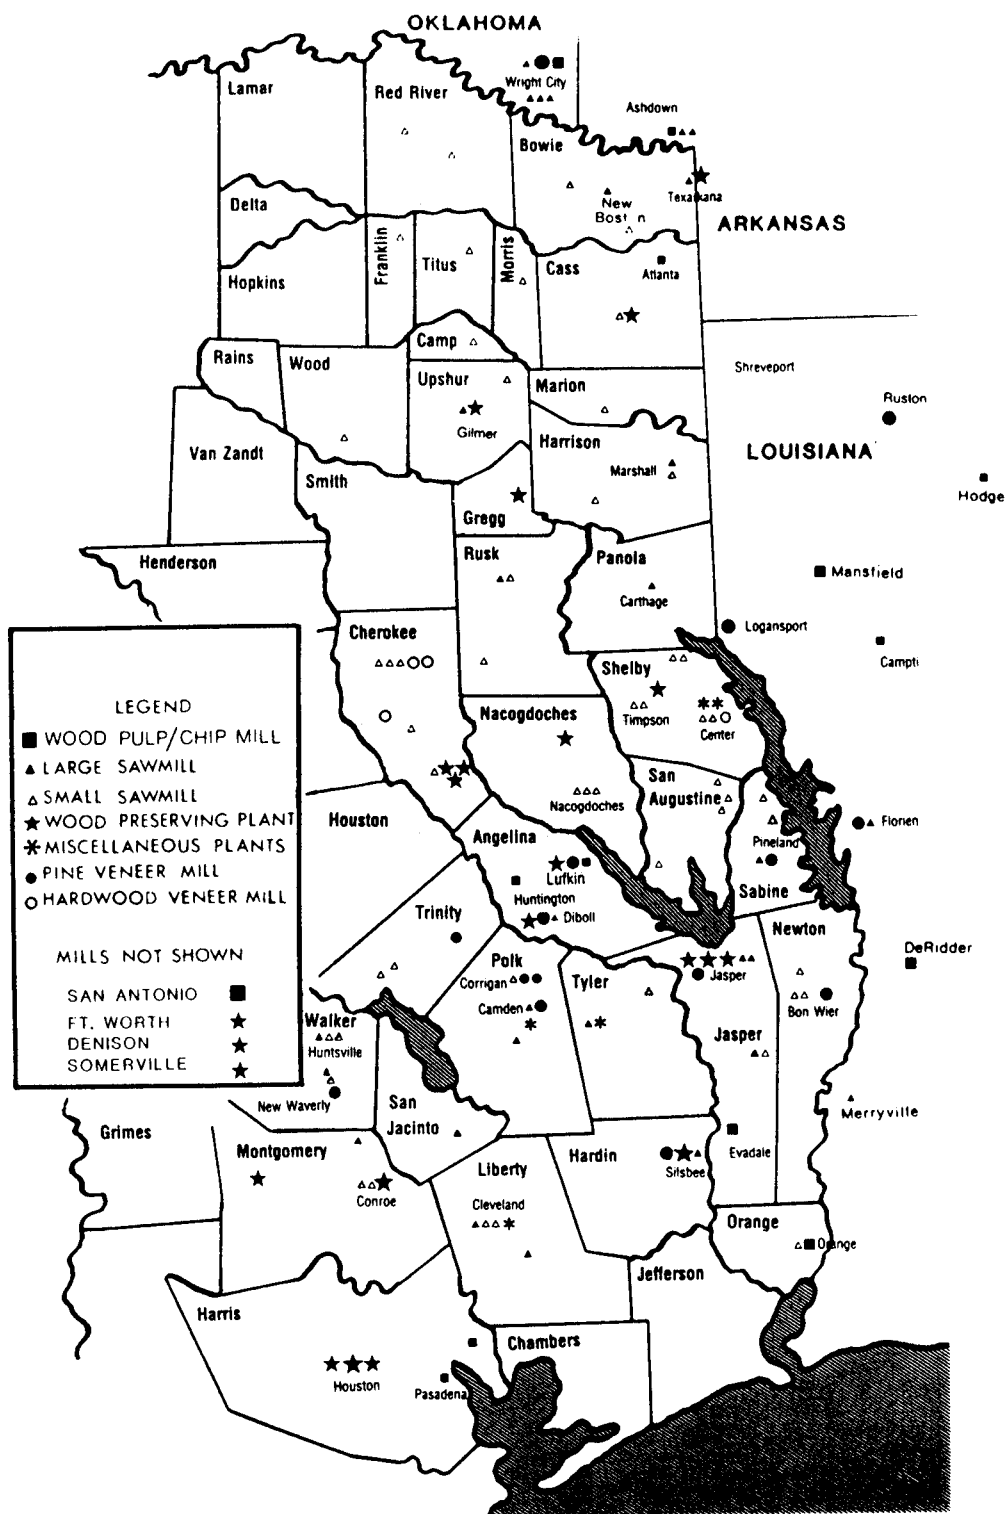 OKLAHOMA
Lamar
Red River
Wright City
Ashdown
Bowie
Texarkana
Delta
New
Bost n
ARKANSAS
Franklin
Titus
Morris
Cass
Atlanta
Hopkins
Camp
Rains
Wood
Upshur
Marion
Shreveport
Ruston
Gilmer
Harrison
LOUISIANA
Van Zandt
Smith
Marshall
Hodge
Gregg
Henderson
Rusk
Panola
Mansfield
Carthage
Logansport
Cherokee
Campti
Shelby
Nacogdoches
Timpson
Center
LEGEND
WOOD PULP/CHIP MILL
LARGE SAWMILL
SMALL SAWMILL
WOOD PRESERVING PLANT
MISCELLANEOUS PLANTS
PINE VENEER MILL
HARDWOOD VENEER MILL
MILLS NOT SHOWN
SAN ANTONIO
FT. WORTH
DENISON
SOMERVILLE
San
Augustine
Nacogdoches
Houston
Angelina
Pineland
Florien
Lufkin
Huntington
Sabine
Diboll
Trinity
Newton
DeRidder
Polk
Corrigan
Tyler
Jasper
Camden
Bon Wier
Walker
Huntsville
Jasper
New Waverly
San
Jacinto
Merryville
Grimes
Montgomery
Hardin
Silsbee
Evadale
Liberty
Conroe
Cleveland
Orange
Orange
Jefferson
Harris
Chambers
Houston
Pasadena